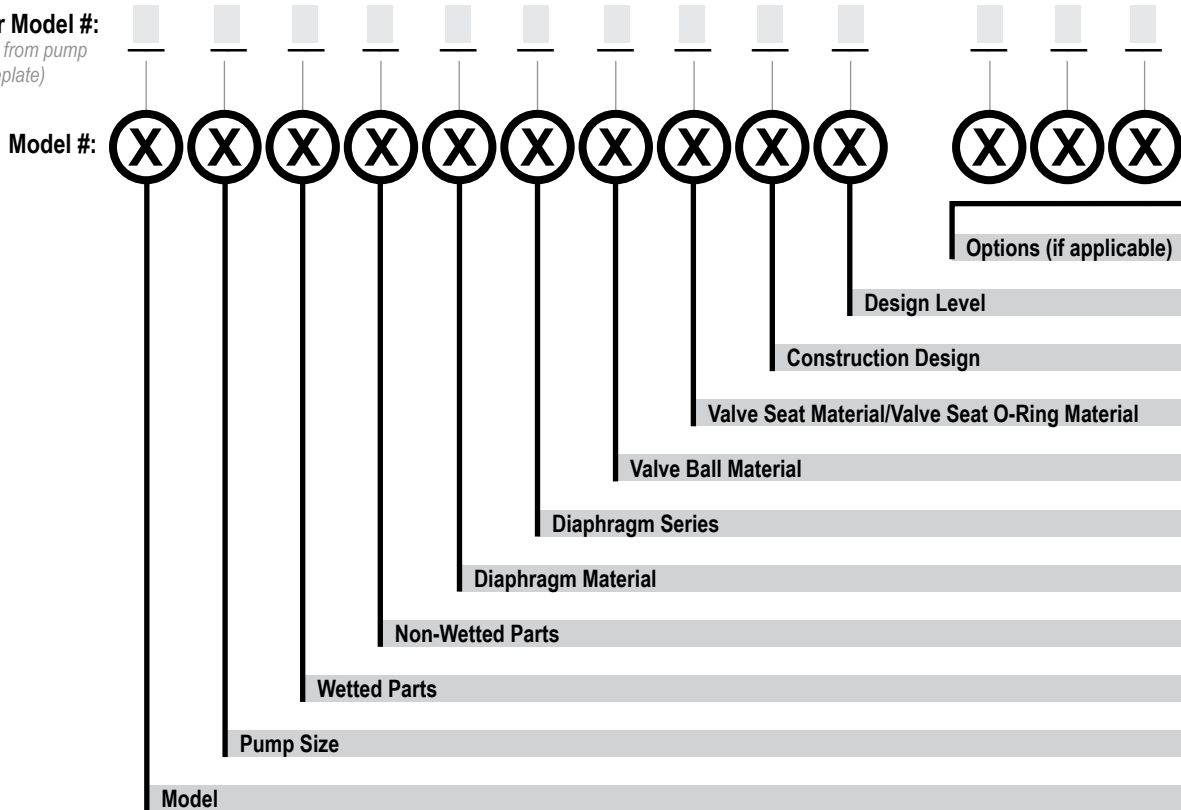 r Model #:
from pump
plate)
Model #: X X X X X X X X X X X X X
Options (if applicable)
Design Level
Construction Design
Valve Seat Material/Valve Seat O-Ring Material
Valve Ball Material
Diaphragm Series
Diaphragm Material
Non-Wetted Parts
Wetted Parts
Pump Size
Model